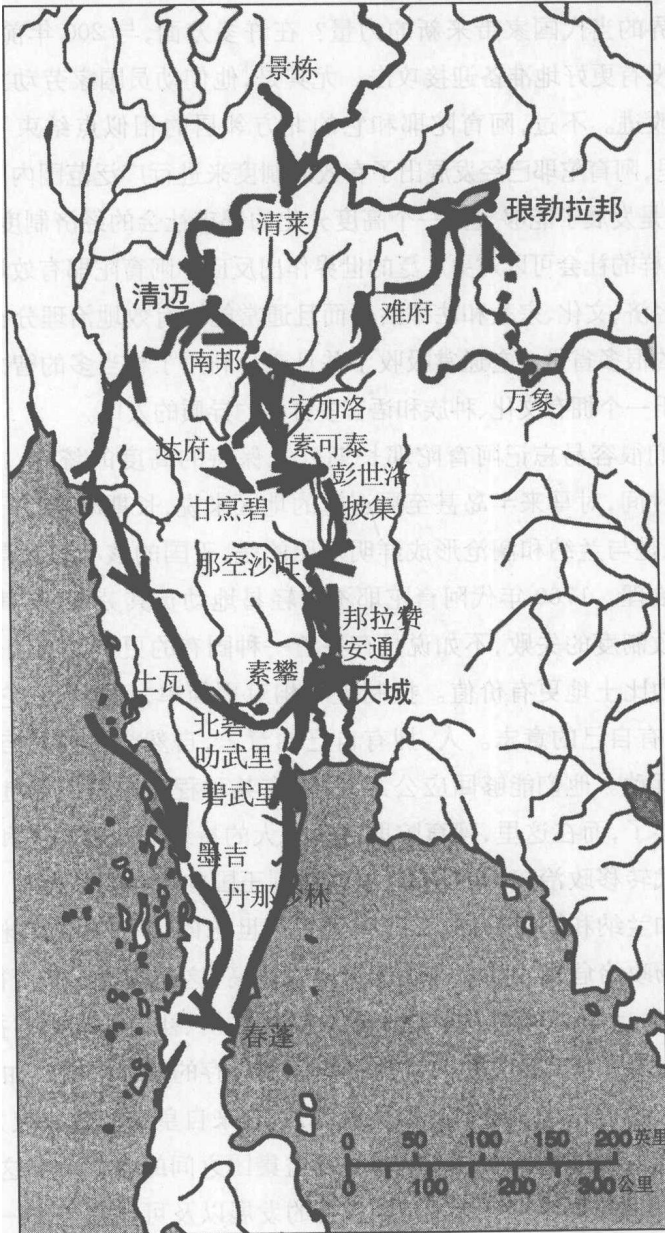 景栋
琅勃拉邦
清莱
清迈
难府
南邦
万象
宋加洛
达府
素可泰
彭世洛
甘烹碧
披集
那空沙旺
邦拉赞
安通
土瓦
素攀
大城
北碧
叻武里
碧武里
墨吉
丹那沙林
春蓬
0 50 100 150 200英里
0 100 200 300公里